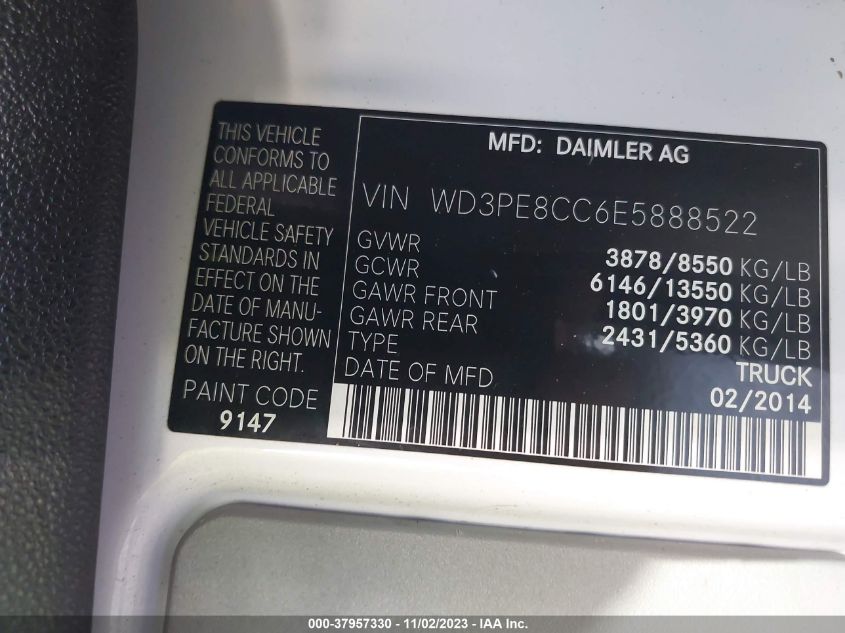 THIS VEHICLE
CONFORMS TO
ALL APPLICABLE
FEDERAL
VEHICLE SAFETY
STANDARDS IN
EFFECT ON THE
DATE OF MANU-
FACTURE SHOWN
ON THE RIGHT.
PAINT CODE
9147
MFD: DAIMLER AG
VIN WD3PE8CC6E5888522
GVWR 3878/8550 KG/LB
GCWR 6146/13550 KG/LB
GAWR FRONT 1801/3970 KG/LB
GAWR REAR 2431/5360 KG/LB
TYPE TRUCK
DATE OF MFD 02/2014
000-37957330 - 11/02/2023 - IAA Inc.